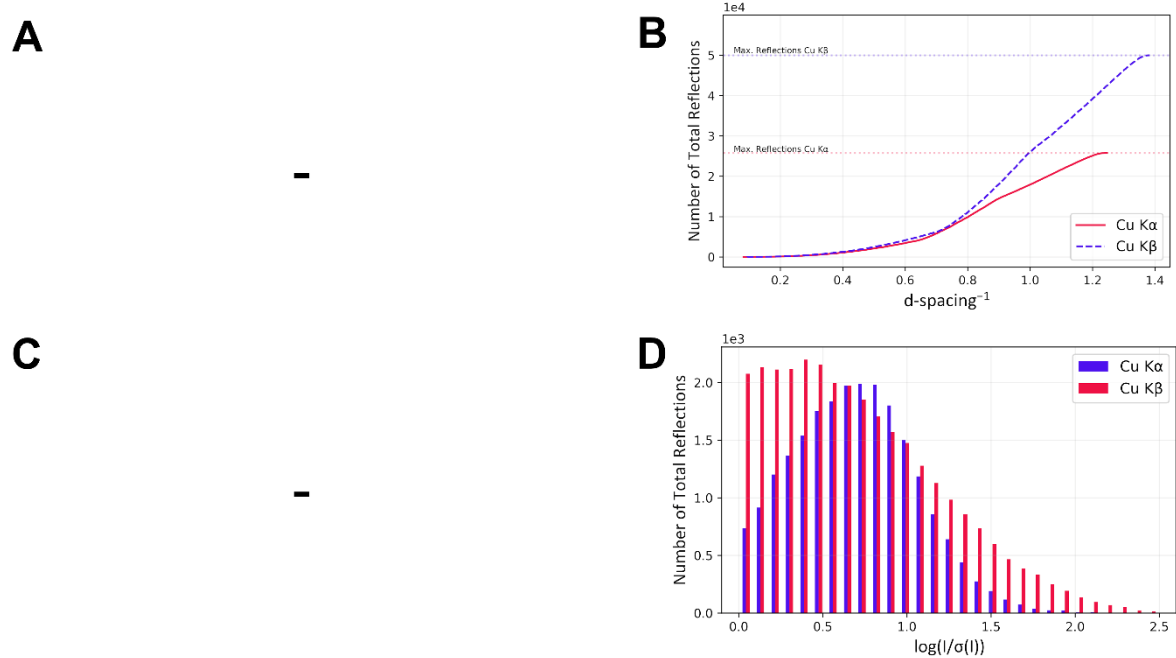 A
-
B
1e4
Number of Total Reflections
5
4
3
2
1
0
Max. Reflections Cu Kβ
Max. Reflections Cu Kα
Cu Kα
Cu Kβ
0.2 0.4 0.6 0.8 1.0 1.2 1.4
d-spacing⁻¹
C
-
D
1e3
Number of Total Reflections
2.0
1.5
1.0
0.5
0.0
Cu Kα
Cu Kβ
0.0 0.5 1.0 1.5 2.0 2.5
log(I/σ(I))